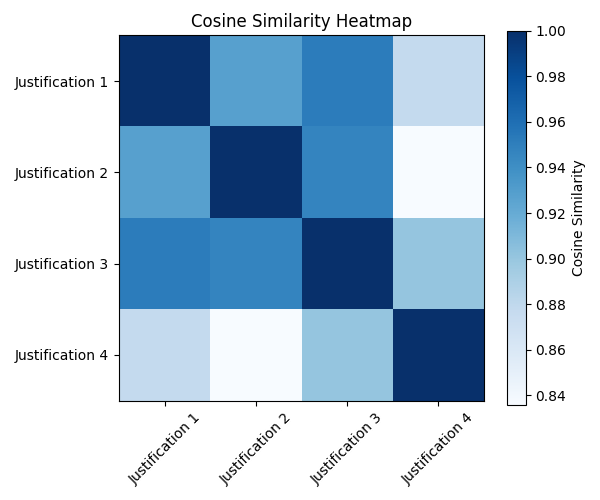 Cosine Similarity Heatmap
Justification 1
Justification 2
Justification 3
Justification 4
Justification 1
Justification 2
Justification 3
Justification 4
1.00
0.98
0.96
0.94
0.92
0.90
0.88
0.86
0.84
Cosine Similarity